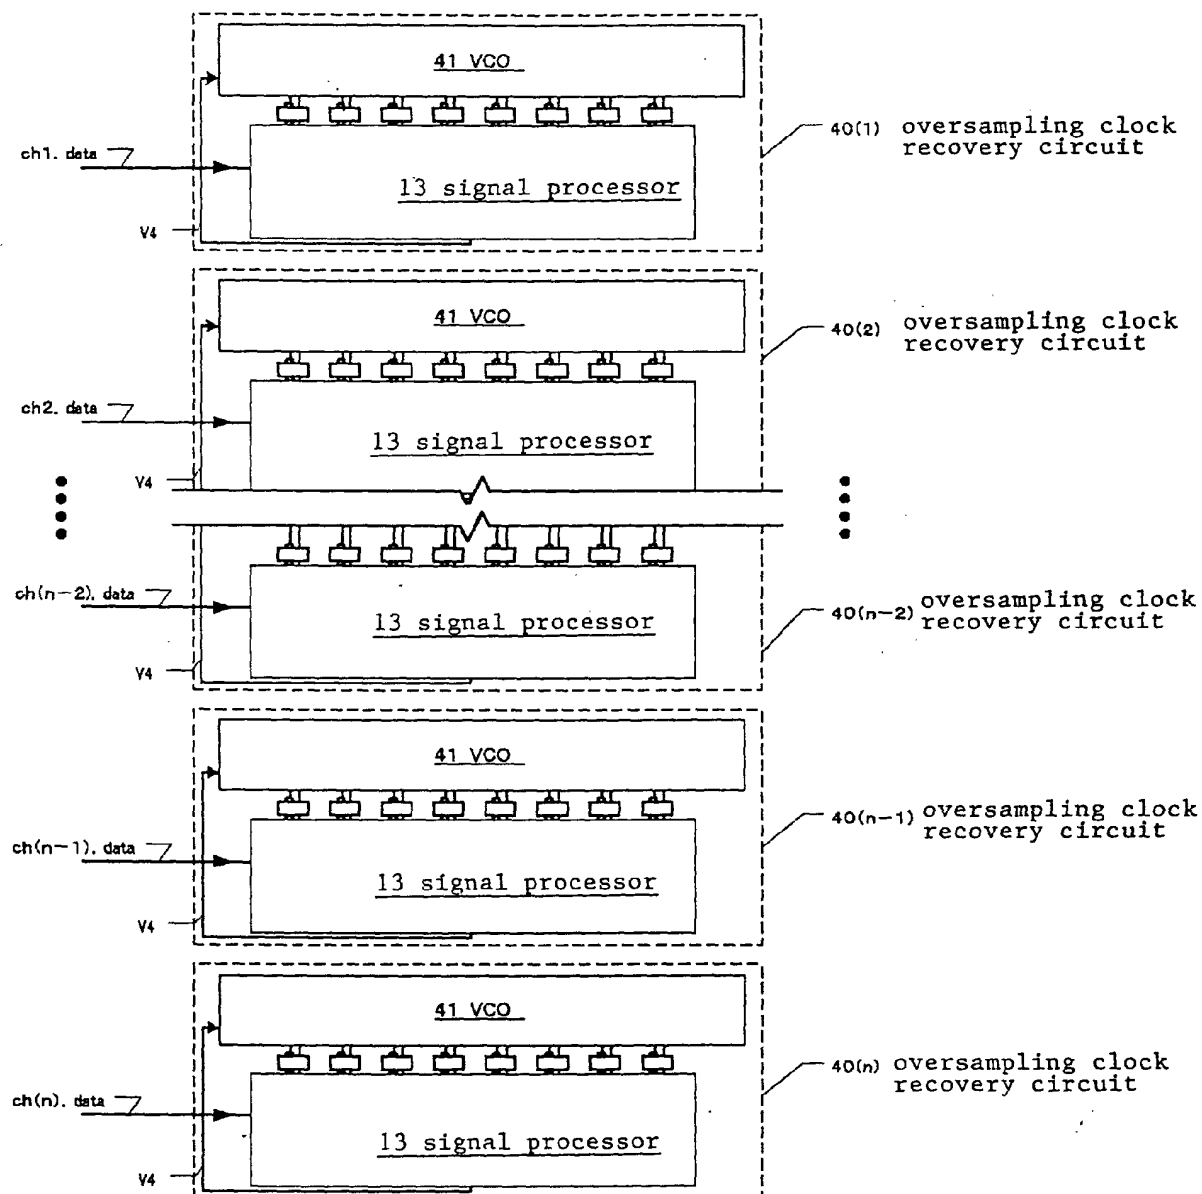 41 VCO
40(1) oversampling clock
recovery circuit
ch1. data
13 signal processor
V4
41 VCO
40(2) oversampling clock
recovery circuit
ch2. data
13 signal processor
V4
ch(n-2). data
40(n-2) oversampling clock
recovery circuit
13 signal processor
V4
41 VCO
40(n-1) oversampling clock
recovery circuit
ch(n-1). data
13 signal processor
V4
41 VCO
40(n) oversampling clock
recovery circuit
ch(n). data
13 signal processor
V4